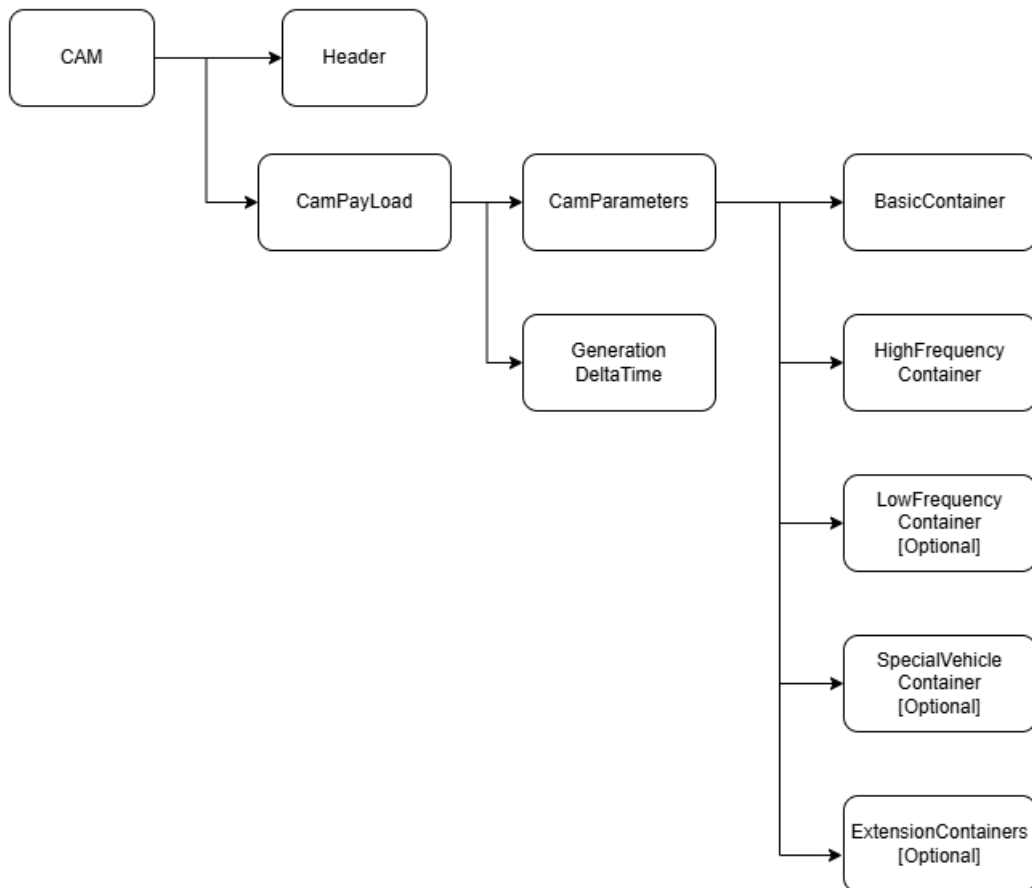 CAM
Header
CamPayLoad
CamParameters
BasicContainer
Generation
DeltaTime
HighFrequency
Container
LowFrequency
Container
[Optional]
SpecialVehicle
Container
[Optional]
ExtensionContainers
[Optional]